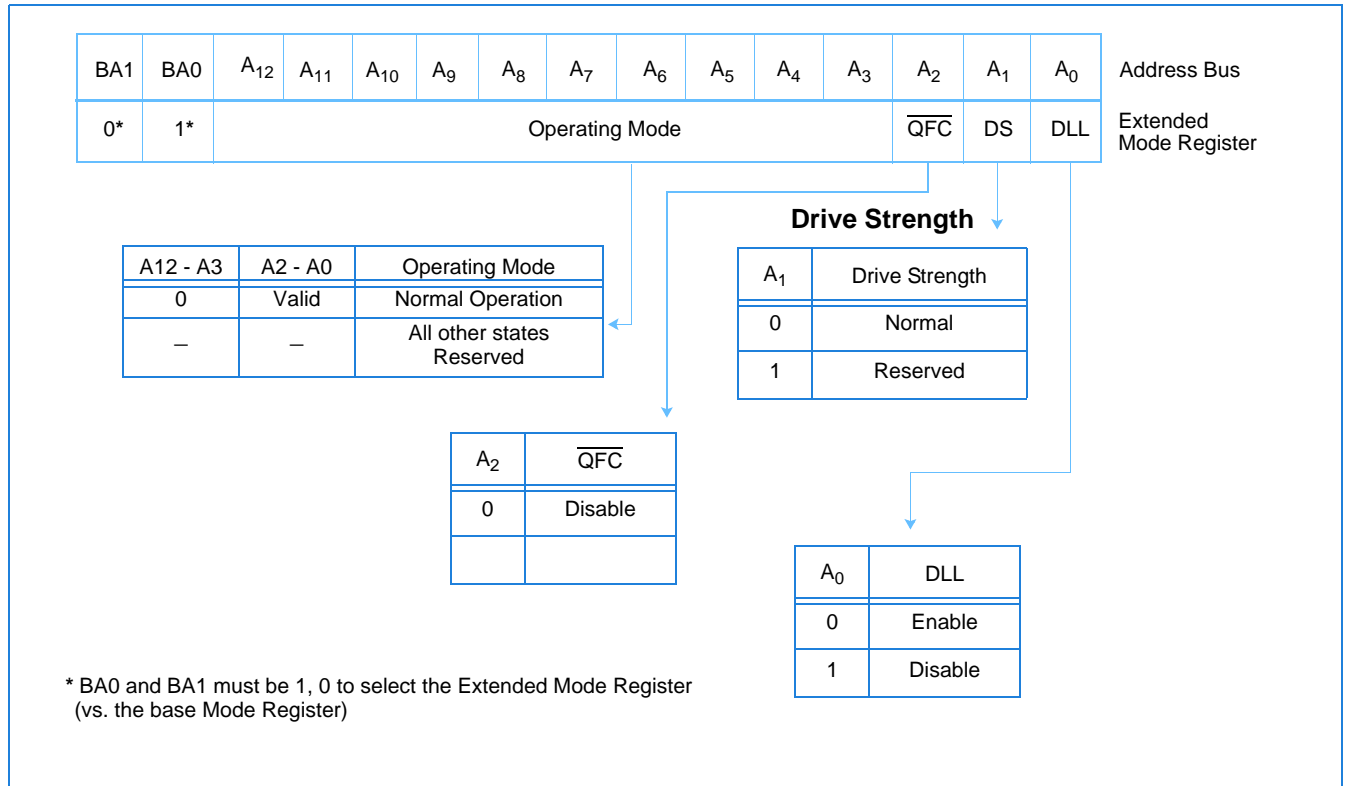 BA1 BA0 A12 A11 A10 A9 A8 A7 A6 A5 A4 A3 A2 A1 A0 Address Bus
0* 1* Operating Mode Q̅F̅C̅ DS DLL Extended
Mode Register
Drive Strength
A12 - A3 A2 - A0 Operating Mode
0 Valid Normal Operation
– – All other states
Reserved
A1 Drive Strength
0 Normal
1 Reserved
A2 Q̅F̅C̅
0 Disable
A0 DLL
0 Enable
1 Disable
* BA0 and BA1 must be 1, 0 to select the Extended Mode Register
(vs. the base Mode Register)